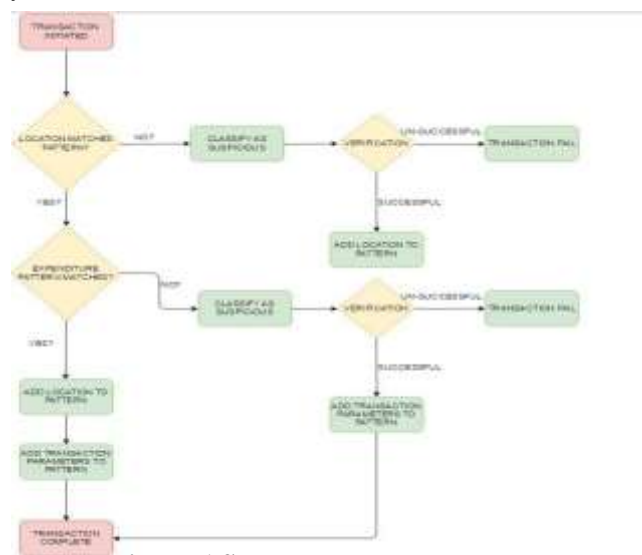 TRANSACTION
INITIATED
LOCATION MATCHED
PATTERN?
NO?
CLASSIFY AS
SUSPICIOUS
VERIFICATION
UN-SUCCESSFUL
TRANSACTION FAIL
YES?
SUCCESSFUL
ADD LOCATION TO
PATTERN
EXPENDITURE
PATTERN MATCHED?
NO?
CLASSIFY AS
SUSPICIOUS
VERIFICATION
UN-SUCCESSFUL
TRANSACTION FAIL
YES?
SUCCESSFUL
ADD LOCATION TO
PATTERN
ADD TRANSACTION
PARAMETERS TO
PATTERN
ADD TRANSACTION
PARAMETERS TO
PATTERN
TRANSACTION
COMPLETE